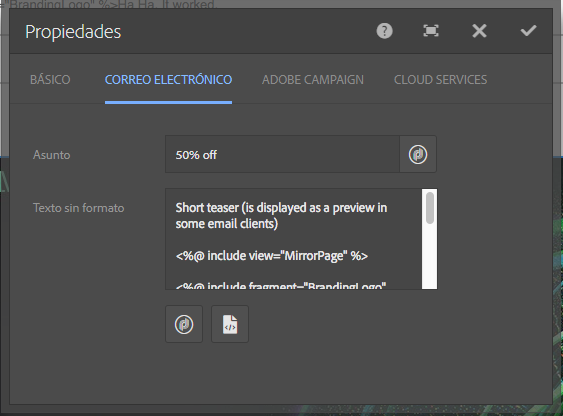 ="BrandingLogo" %>Ha Ha. It worked.
Propiedades
BÁSICO CORREO ELECTRÓNICO ADOBE CAMPAIGN CLOUD SERVICES
Asunto 50% off
Texto sin formato
Short teaser (is displayed as a preview in
some email clients)
<%@ include view="MirrorPage" %>
<%@ include fragment="BrandingLogo"